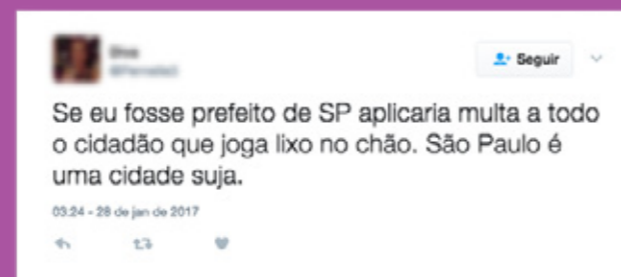 Seguir
Se eu fosse prefeito de SP aplicaria multa a todo
o cidadão que joga lixo no chão. São Paulo é
uma cidade suja.
03:24 - 28 de jan de 2017